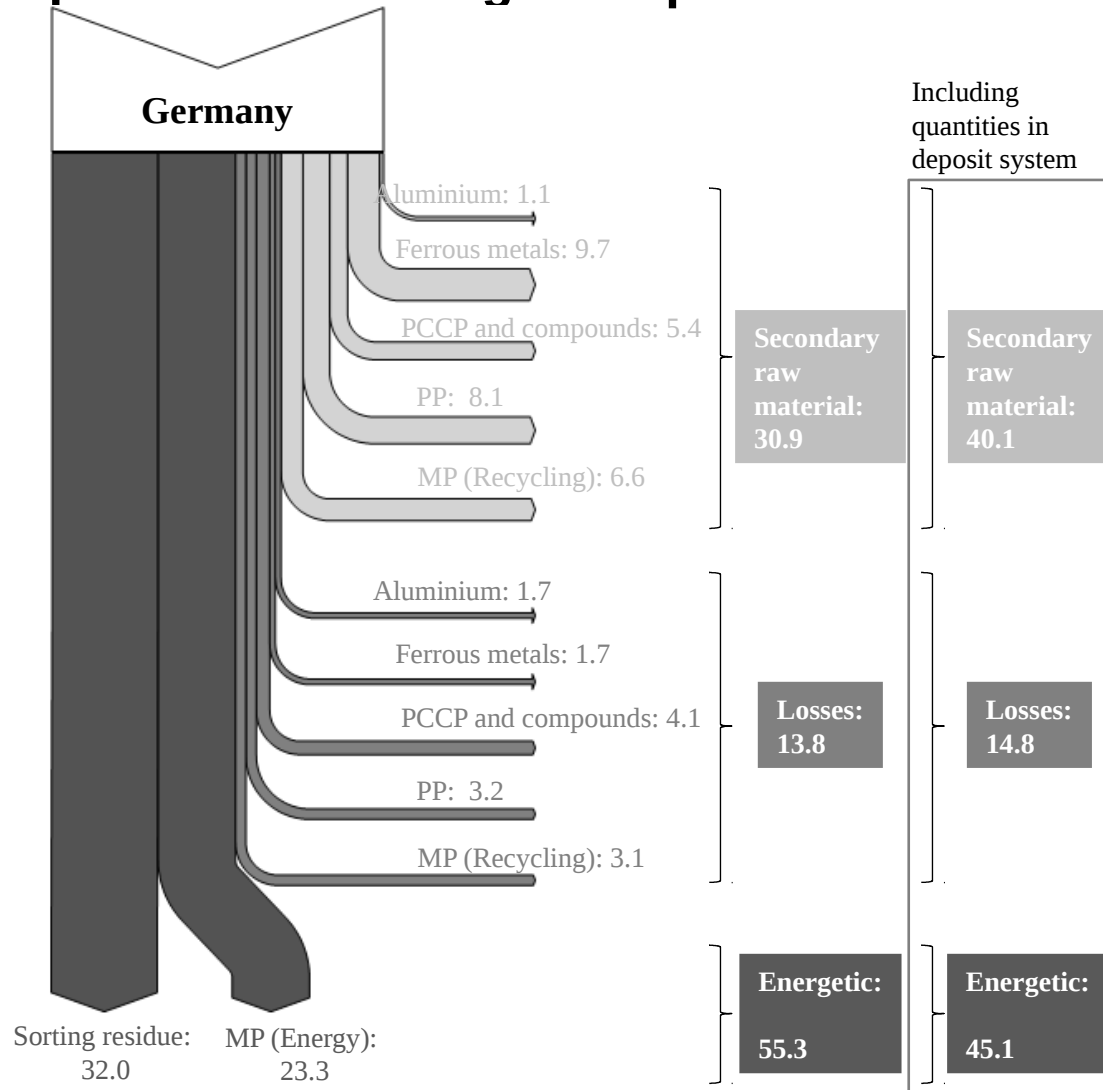 Germany
Including
quantities in
deposit system
Aluminium: 1.1
Ferrous metals: 9.7
PCCP and compounds: 5.4
PP: 8.1
MP (Recycling): 6.6
Secondary
raw
material:
30.9
Secondary
raw
material:
40.1
Aluminium: 1.7
Ferrous metals: 1.7
PCCP and compounds: 4.1
PP: 3.2
MP (Recycling): 3.1
Losses:
13.8
Losses:
14.8
Energetic:
55.3
Energetic:
45.1
Sorting residue:
32.0
MP (Energy):
23.3